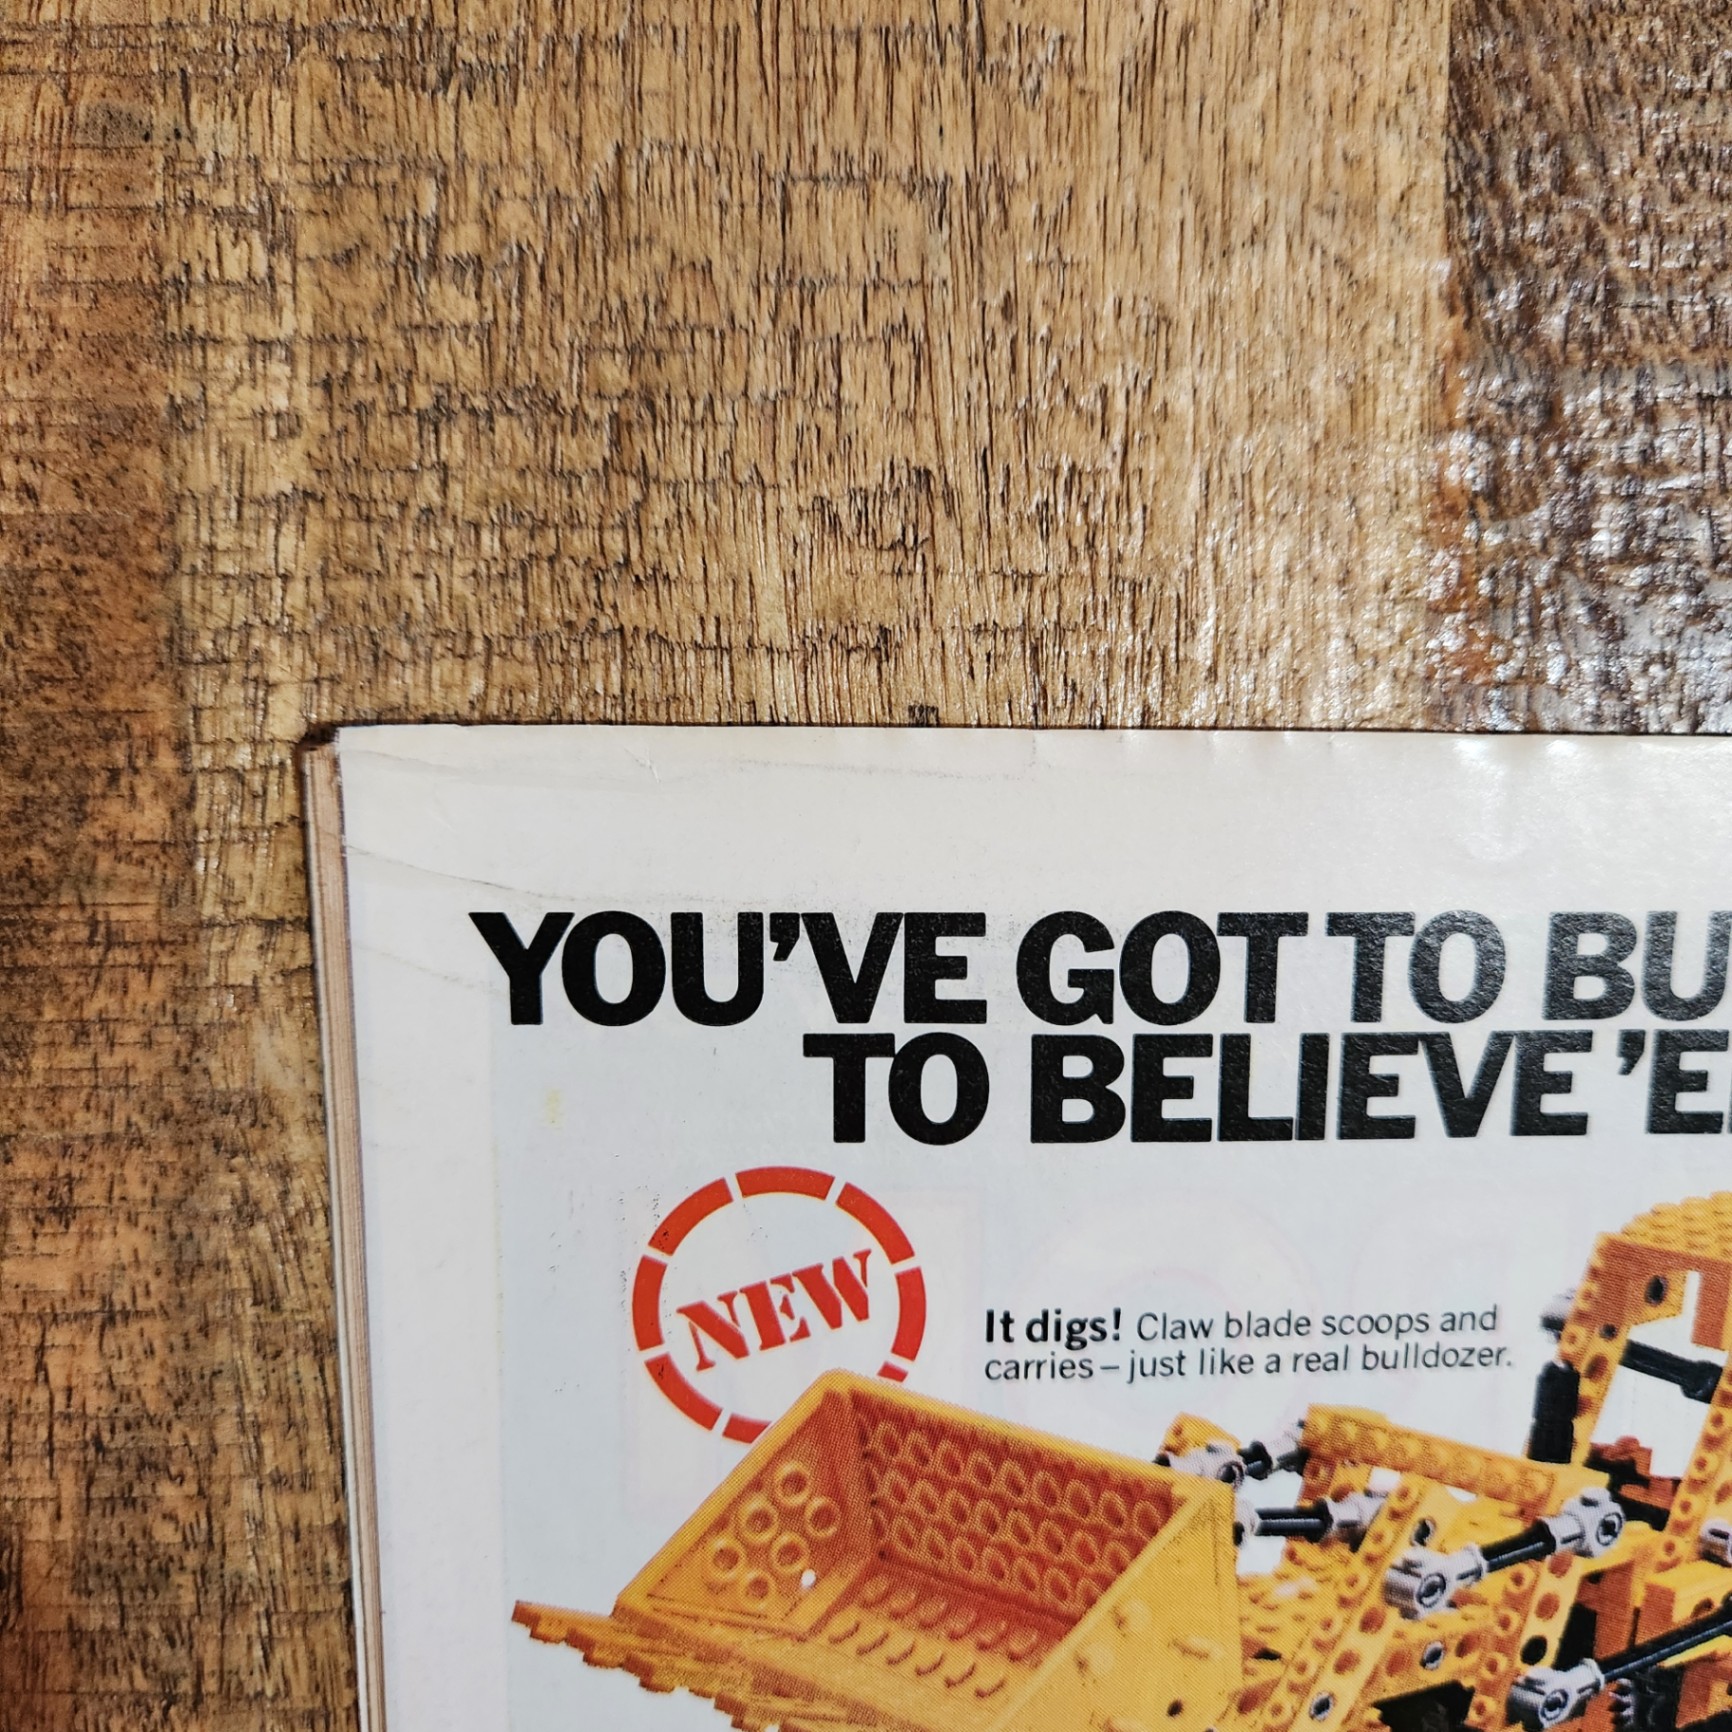 YOU'VE GOT TO BU
TO BELIEVE 'E
NEW
It digs! Claw blade scoops and
carries – just like a real bulldozer.